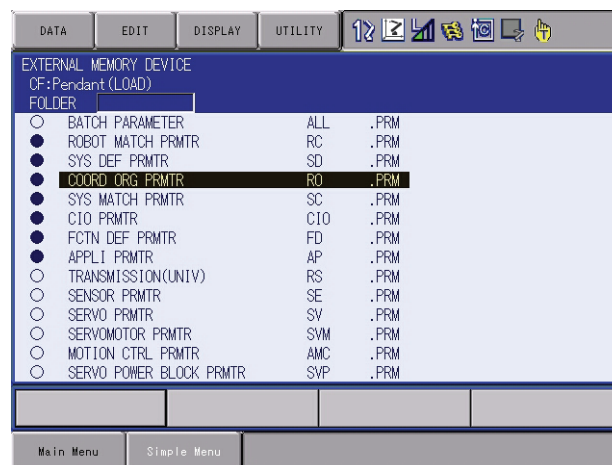 DATA EDIT DISPLAY UTILITY
EXTERNAL MEMORY DEVICE
CF:Pendant(LOAD)
FOLDER
BATCH PARAMETER ALL .PRM
ROBOT MATCH PRMTR RC .PRM
SYS DEF PRMTR SD .PRM
COORD ORG PRMTR RO .PRM
SYS MATCH PRMTR SC .PRM
CIO PRMTR CIO .PRM
FCTN DEF PRMTR FD .PRM
APPLI PRMTR AP .PRM
TRANSMISSION(UNIV) RS .PRM
SENSOR PRMTR SE .PRM
SERVO PRMTR SV .PRM
SERVOMOTOR PRMTR SVM .PRM
MOTION CTRL PRMTR AMC .PRM
SERVO POWER BLOCK PRMTR SVP .PRM
Main Menu Simple Menu